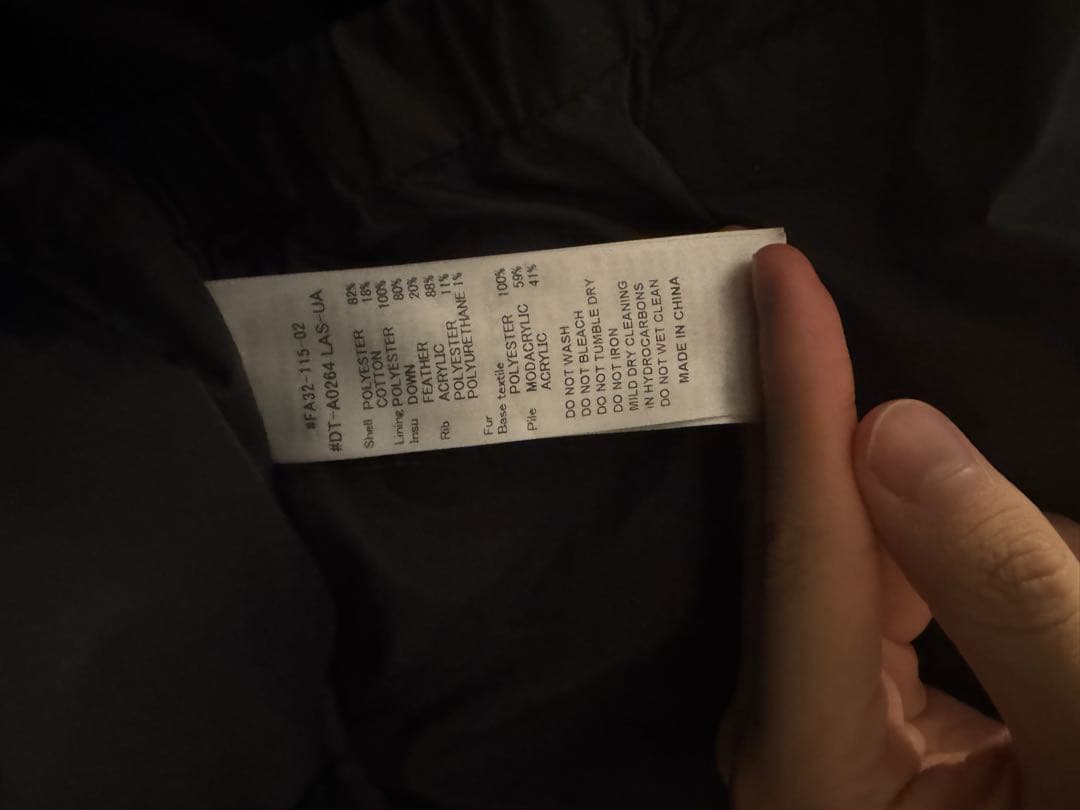 #FA32-115-02
#DT-A0264 LAS-UA
Shell POLYESTER 82%
COTTON 18%
Lining POLYESTER 100%
Insu DOWN 80%
FEATHER 20%
Rib ACRYLIC 88%
POLYESTER 11%
POLYURETHANE 1%
Fur
Base textile
POLYESTER 100%
Pile MODACRYLIC 59%
ACRYLIC 41%
DO NOT WASH
DO NOT BLEACH
DO NOT TUMBLE DRY
DO NOT IRON
MILD DRY CLEANING
IN HYDROCARBONS
DO NOT WET CLEAN
MADE IN CHINA